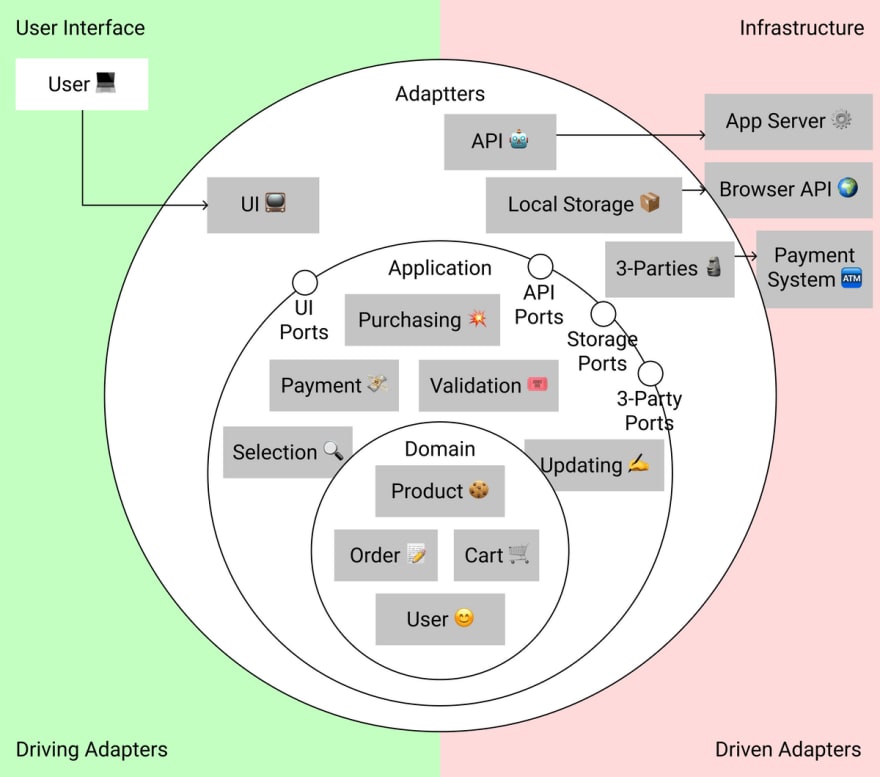 User Interface
Infrastructure
User 💻
Adaptters
App Server ⚙️
API 🤖
Browser API 🌍
UI 📺
Local Storage 📦
3-Parties 🗿
Payment
System 🏧
Application
UI
Ports
API
Ports
Purchasing 💥
Storage
Ports
Payment 💸
Validation 🎟️
3-Party
Ports
Selection 🔍
Domain
Updating ✍️
Product 🍪
Order 📝
Cart 🛒
User 😊
Driving Adapters
Driven Adapters